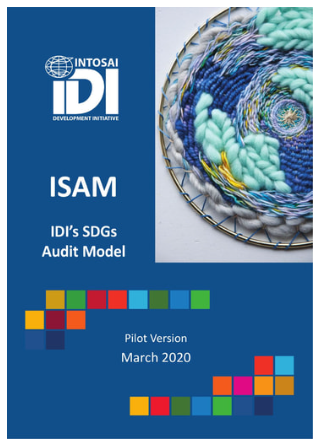 INTOSAI
IDI
DEVELOPMENT INITIATIVE
ISAM
IDI's SDGs
Audit Model
Pilot Version
March 2020